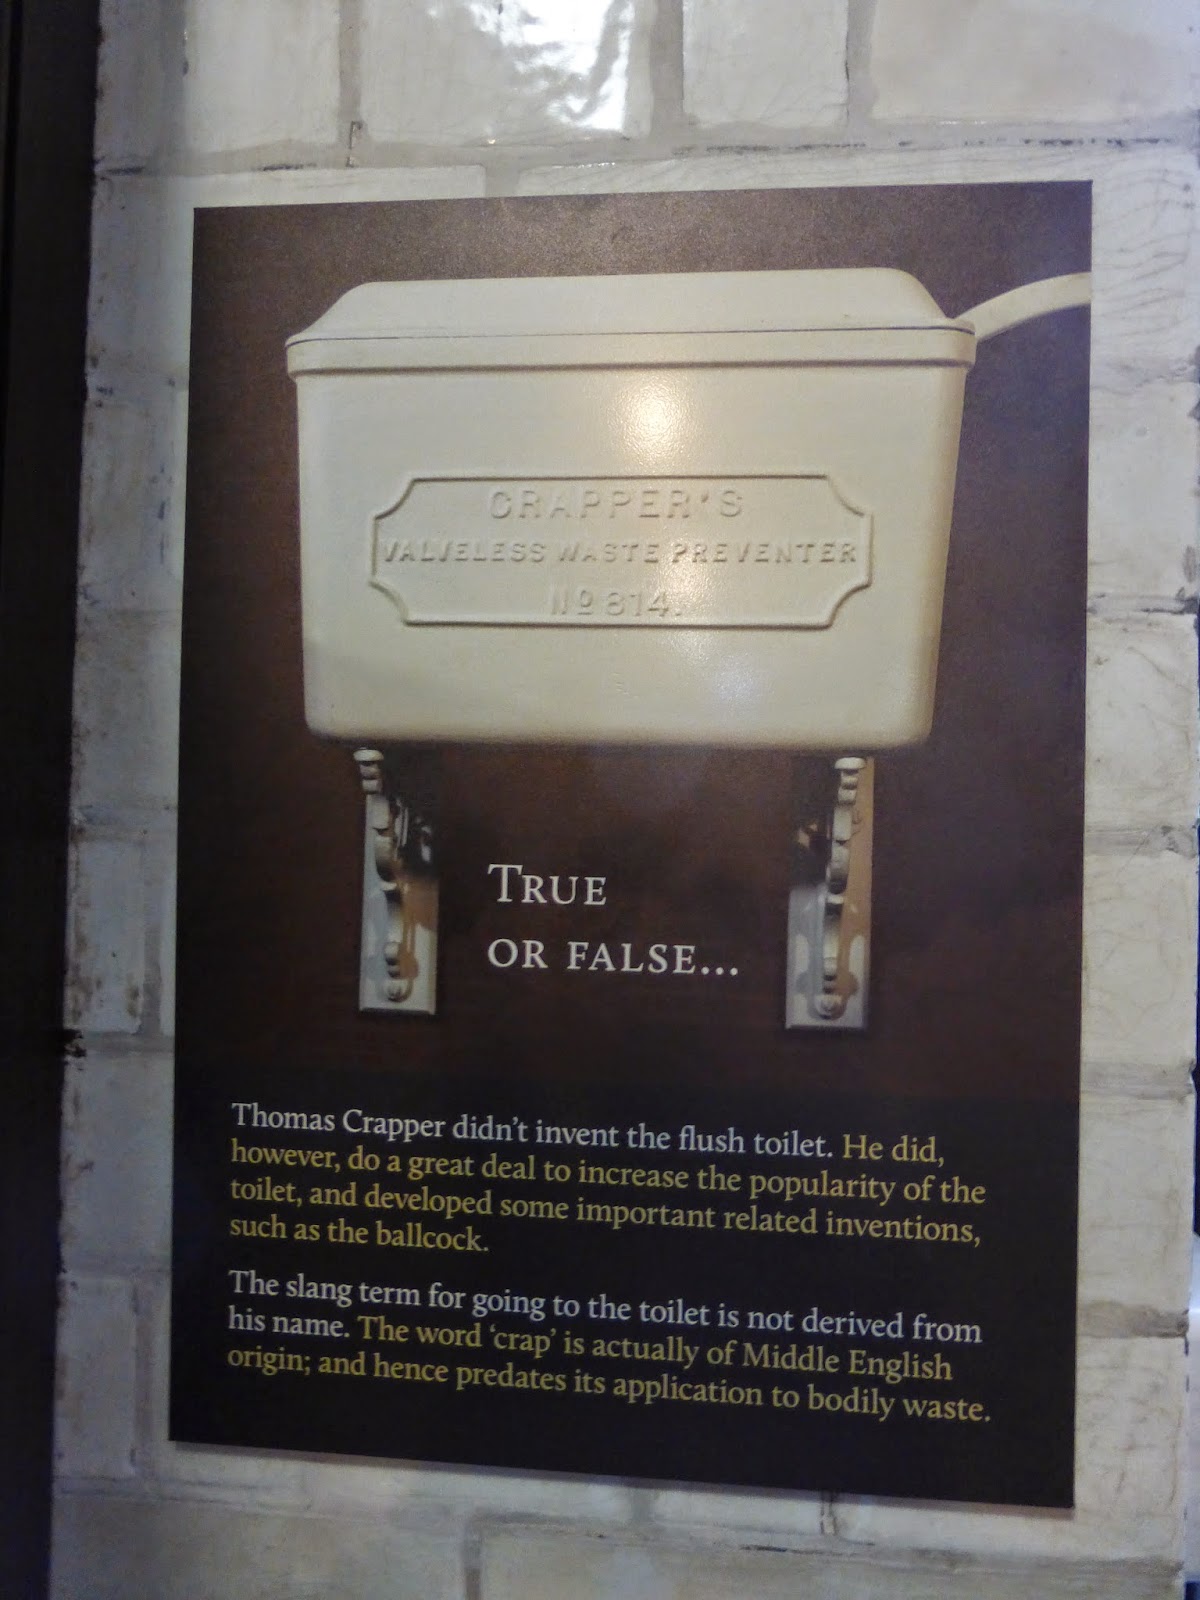 CRAPPER'S
VALVELESS WASTE PREVENTER
Nº 814.
TRUE
OR FALSE...
Thomas Crapper didn't invent the flush toilet. He did,
however, do a great deal to increase the popularity of the
toilet, and developed some important related inventions,
such as the ballcock.
The slang term for going to the toilet is not derived from
his name. The word 'crap' is actually of Middle English
origin; and hence predates its application to bodily waste.